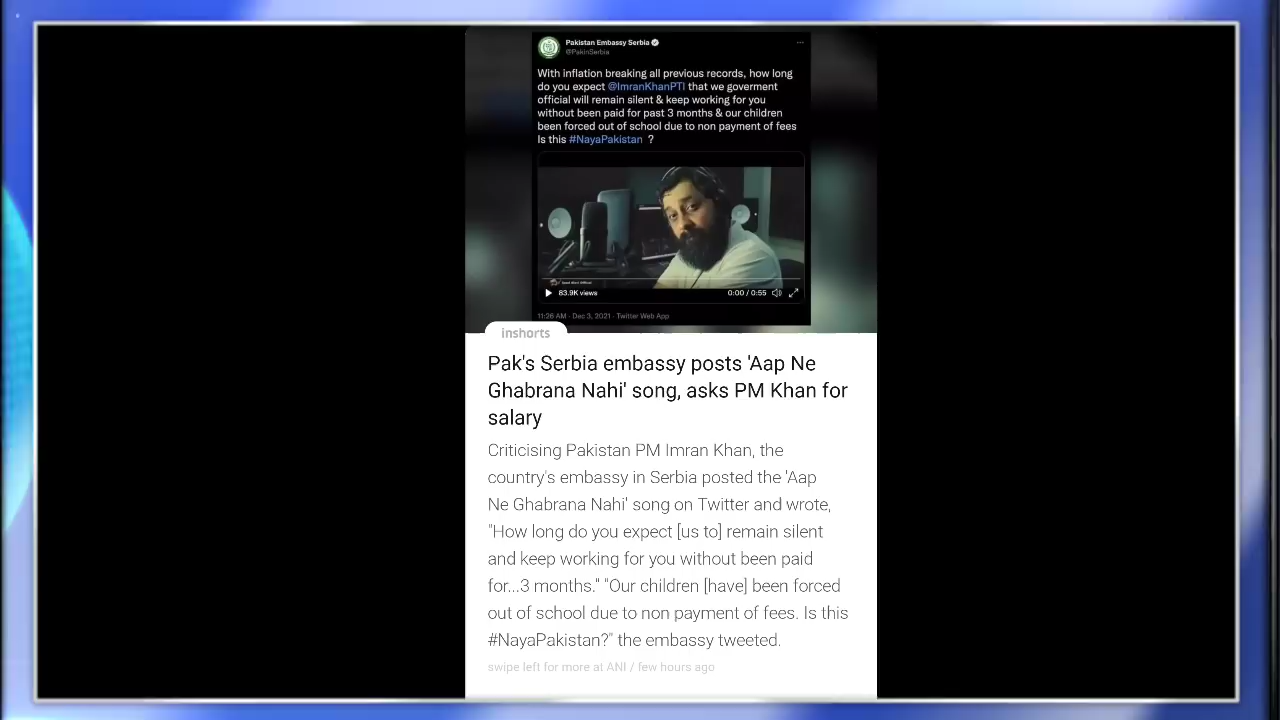 Pakistan Embassy Serbia
@PakinSerbia
With inflation breaking all previous records, how long
do you expect @ImranKhanPTI that we goverment
official will remain silent & keep working for you
without been paid for past 3 months & our children
been forced out of school due to non payment of fees
Is this #NayaPakistan ?
83.9K views
0:00 / 0:55
11:26 AM · Dec 3, 2021 · Twitter Web App
inshorts
Pak's Serbia embassy posts 'Aap Ne
Ghabrana Nahi' song, asks PM Khan for
salary
Criticising Pakistan PM Imran Khan, the
country's embassy in Serbia posted the 'Aap
Ne Ghabrana Nahi' song on Twitter and wrote,
"How long do you expect [us to] remain silent
and keep working for you without been paid
for...3 months." "Our children [have] been forced
out of school due to non payment of fees. Is this
#NayaPakistan?" the embassy tweeted.
swipe left for more at ANI / few hours ago